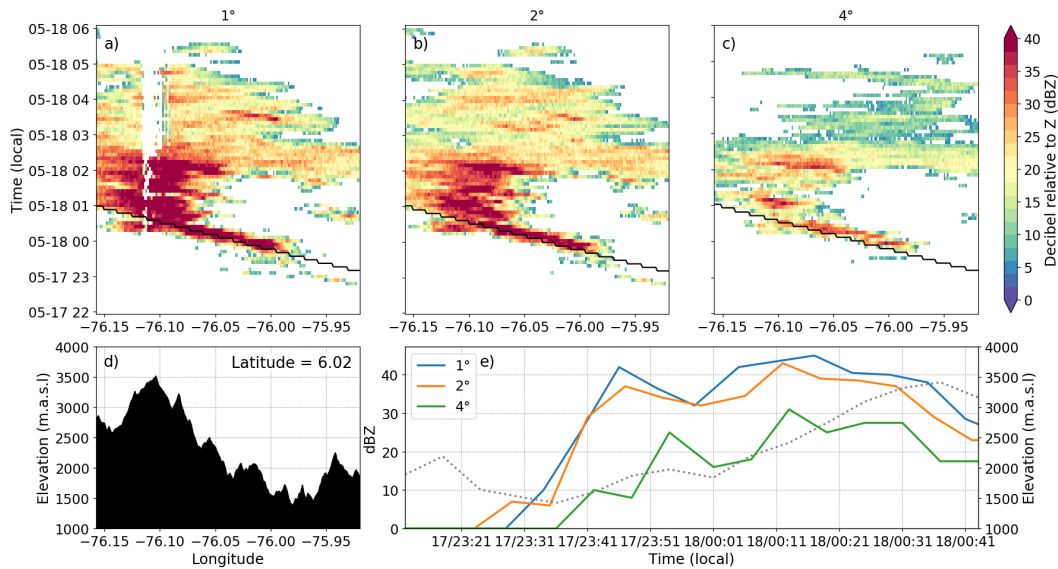 1°
2°
4°
a)
b)
c)
05-18 06
05-18 05
05-18 04
05-18 03
05-18 02
05-18 01
05-18 00
05-17 23
05-17 22
Time (local)
−76.15 −76.10 −76.05 −76.00 −75.95
−76.15 −76.10 −76.05 −76.00 −75.95
−76.15 −76.10 −76.05 −76.00 −75.95
40
35
30
25
20
15
10
5
0
Decibel relative to Z (dBZ)
d)
Latitude = 6.02
4000
3500
3000
2500
2000
1500
1000
Elevation (m.a.s.l)
−76.15 −76.10 −76.05 −76.00 −75.95
Longitude
e)
1°
2°
4°
40
30
20
10
0
dBZ
4000
3500
3000
2500
2000
1500
1000
Elevation (m.a.s.l)
17/23:21 17/23:31 17/23:41 17/23:51 18/00:01 18/00:11 18/00:21 18/00:31 18/00:41
Time (local)